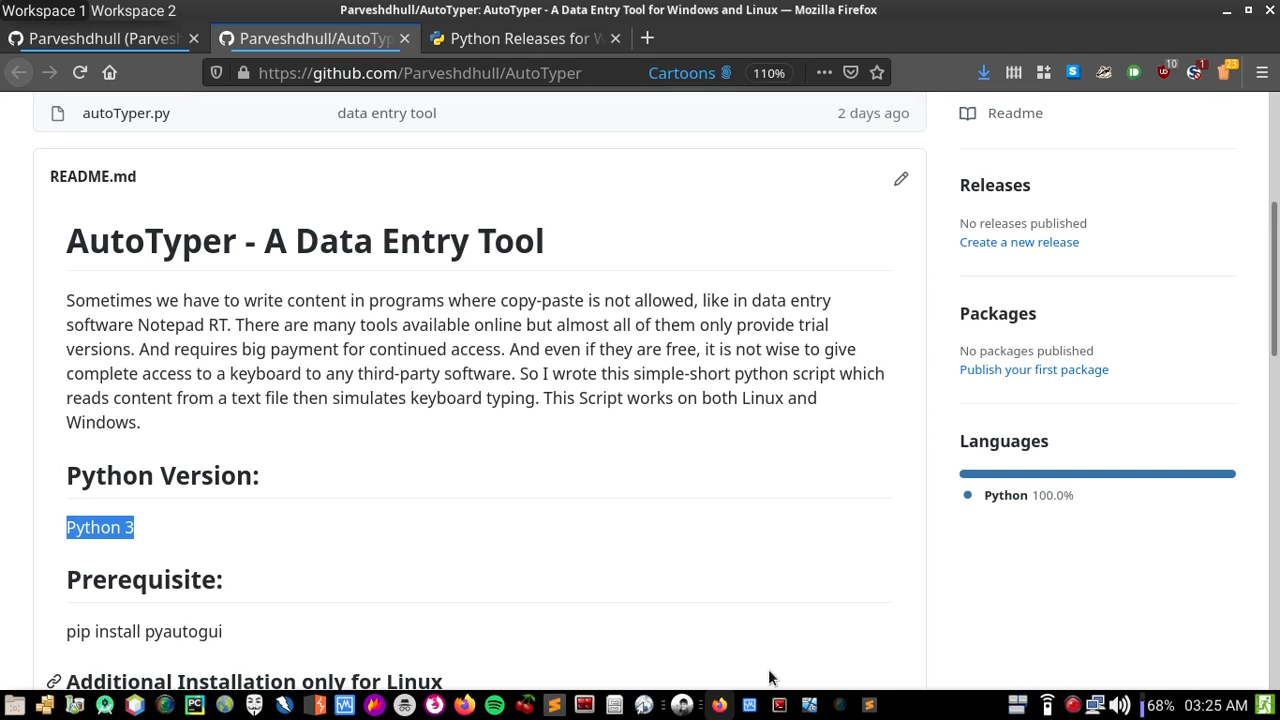 Workspace 1 Workspace 2
Parveshdhull/AutoTyper: AutoTyper - A Data Entry Tool for Windows and Linux — Mozilla Firefox
Parveshdhull (Parvesh
Parveshdhull/AutoTyp
Python Releases for W
https://github.com/Parveshdhull/AutoTyper
Cartoons
110%
10
1
23
autoTyper.py
data entry tool
2 days ago
Readme
README.md
Releases
No releases published
Create a new release
AutoTyper - A Data Entry Tool
Sometimes we have to write content in programs where copy-paste is not allowed, like in data entry
software Notepad RT. There are many tools available online but almost all of them only provide trial
versions. And requires big payment for continued access. And even if they are free, it is not wise to give
complete access to a keyboard to any third-party software. So I wrote this simple-short python script which
reads content from a text file then simulates keyboard typing. This Script works on both Linux and
Windows.
Packages
No packages published
Publish your first package
Languages
Python 100.0%
Python Version:
Python 3
Prerequisite:
pip install pyautogui
Additional Installation only for Linux
68%
03:25 AM